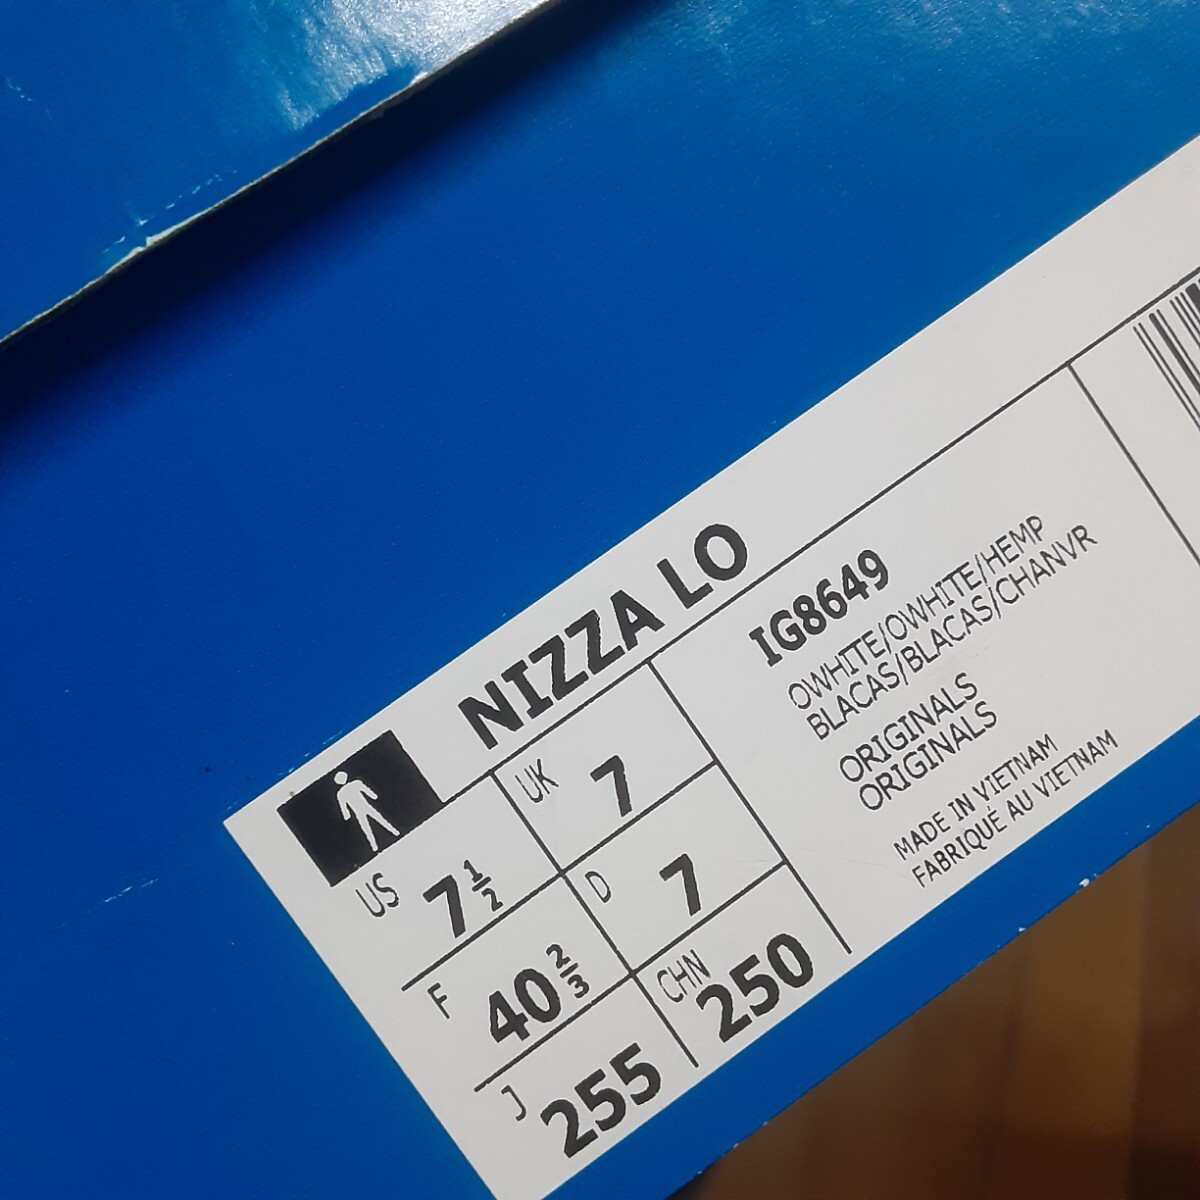 NIZZA LO
US 7 1/2
UK 7
F 40 2/3
D 7
J 255
CHN 250
IG8649
OWHITE/OWHITE/HEMP
BLACAS/BLACAS/CHANVR
ORIGINALS
ORIGINALS
MADE IN VIETNAM
FABRIQUÉ AU VIETNAM